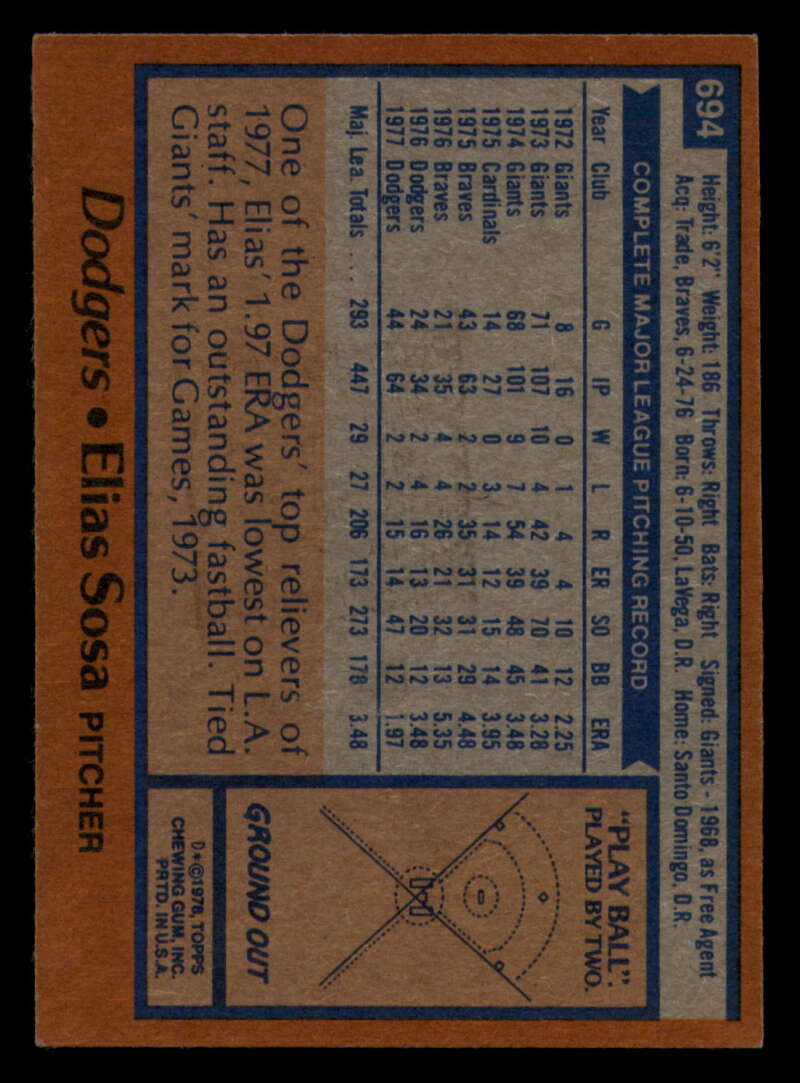 694
Height: 6'2" Weight: 186 Throws: Right Bats: Right Signed: Giants - 1968, as Free Agent
Acq: Trade, Braves, 6-24-76 Born: 6-10-50, LaVega, D.R. Home: Santo Domingo, D.R.
COMPLETE MAJOR LEAGUE PITCHING RECORD
Year Club G IP W L R ER SO BB ERA
1972 Giants 8 16 0 1 4 4 10 12 2.25
1973 Giants 71 107 10 4 42 39 70 41 3.28
1974 Giants 68 101 9 7 54 39 48 45 3.48
1975 Cardinals 14 27 0 3 14 12 15 14 3.95
1975 Braves 43 63 2 2 35 31 31 29 4.48
1976 Braves 21 35 4 4 26 21 32 13 5.35
1976 Dodgers 24 34 2 4 16 13 20 12 3.48
1977 Dodgers 44 64 2 2 15 14 47 12 1.97
Maj. Lea. Totals ... 293 447 29 27 206 173 273 178 3.48
One of the Dodgers' top relievers of
1977, Elias' 1.97 ERA was lowest on L.A.
staff. Has an outstanding fastball. Tied
Giants' mark for Games, 1973.
"PLAY BALL".
PLAYED BY TWO.
GROUND OUT
D*©1978, TOPPS
CHEWING GUM, INC.
PRTD. IN U.S.A.
Dodgers • Elias Sosa PITCHER